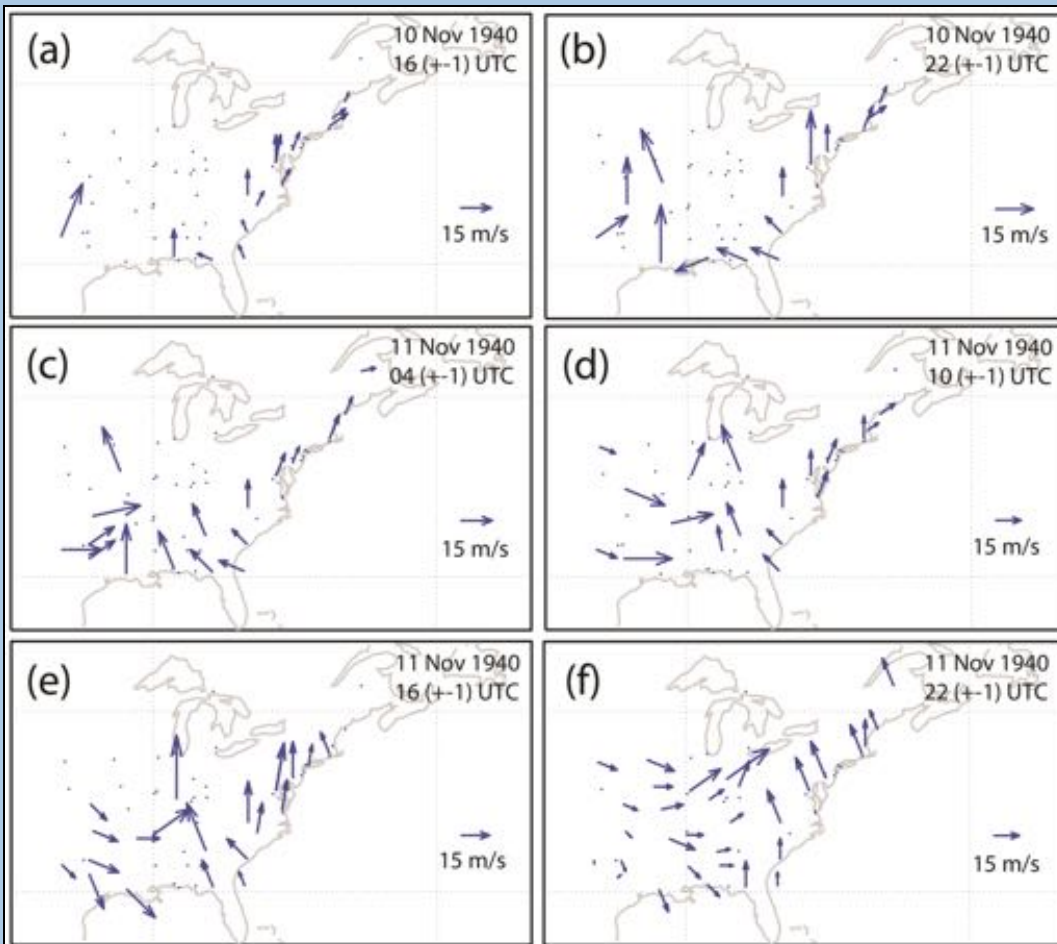 (a)
10 Nov 1940
16 (+-1) UTC
15 m/s
(b)
10 Nov 1940
22 (+-1) UTC
15 m/s
(c)
11 Nov 1940
04 (+-1) UTC
15 m/s
(d)
11 Nov 1940
10 (+-1) UTC
15 m/s
(e)
11 Nov 1940
16 (+-1) UTC
15 m/s
(f)
11 Nov 1940
22 (+-1) UTC
15 m/s